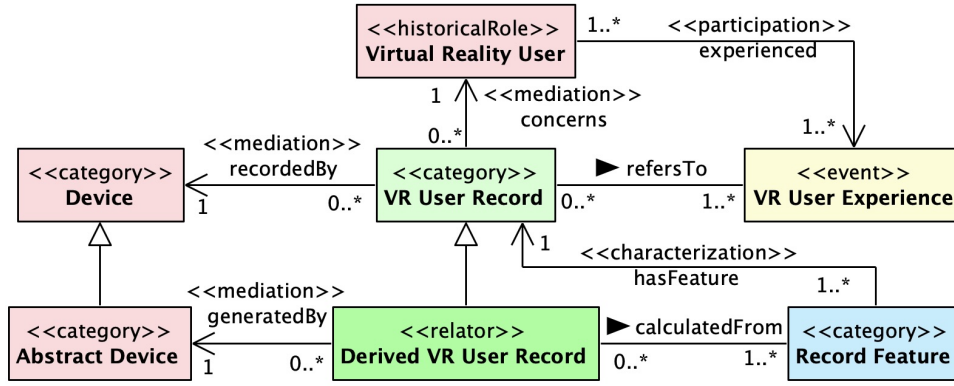 <<historicalRole>>
Virtual Reality User
1..*
<<participation>>
experienced
1
<<mediation>>
concerns
0..*
1..*
<<mediation>>
recordedBy
<<category>>
Device
1
0..*
<<category>>
VR User Record
refersTo
0..*
1..*
<<event>>
VR User Experience
1
<<characterization>>
hasFeature
1..*
<<mediation>>
generatedBy
<<category>>
Abstract Device
1
0..*
<<relator>>
Derived VR User Record
calculatedFrom
0..*
1..*
<<category>>
Record Feature